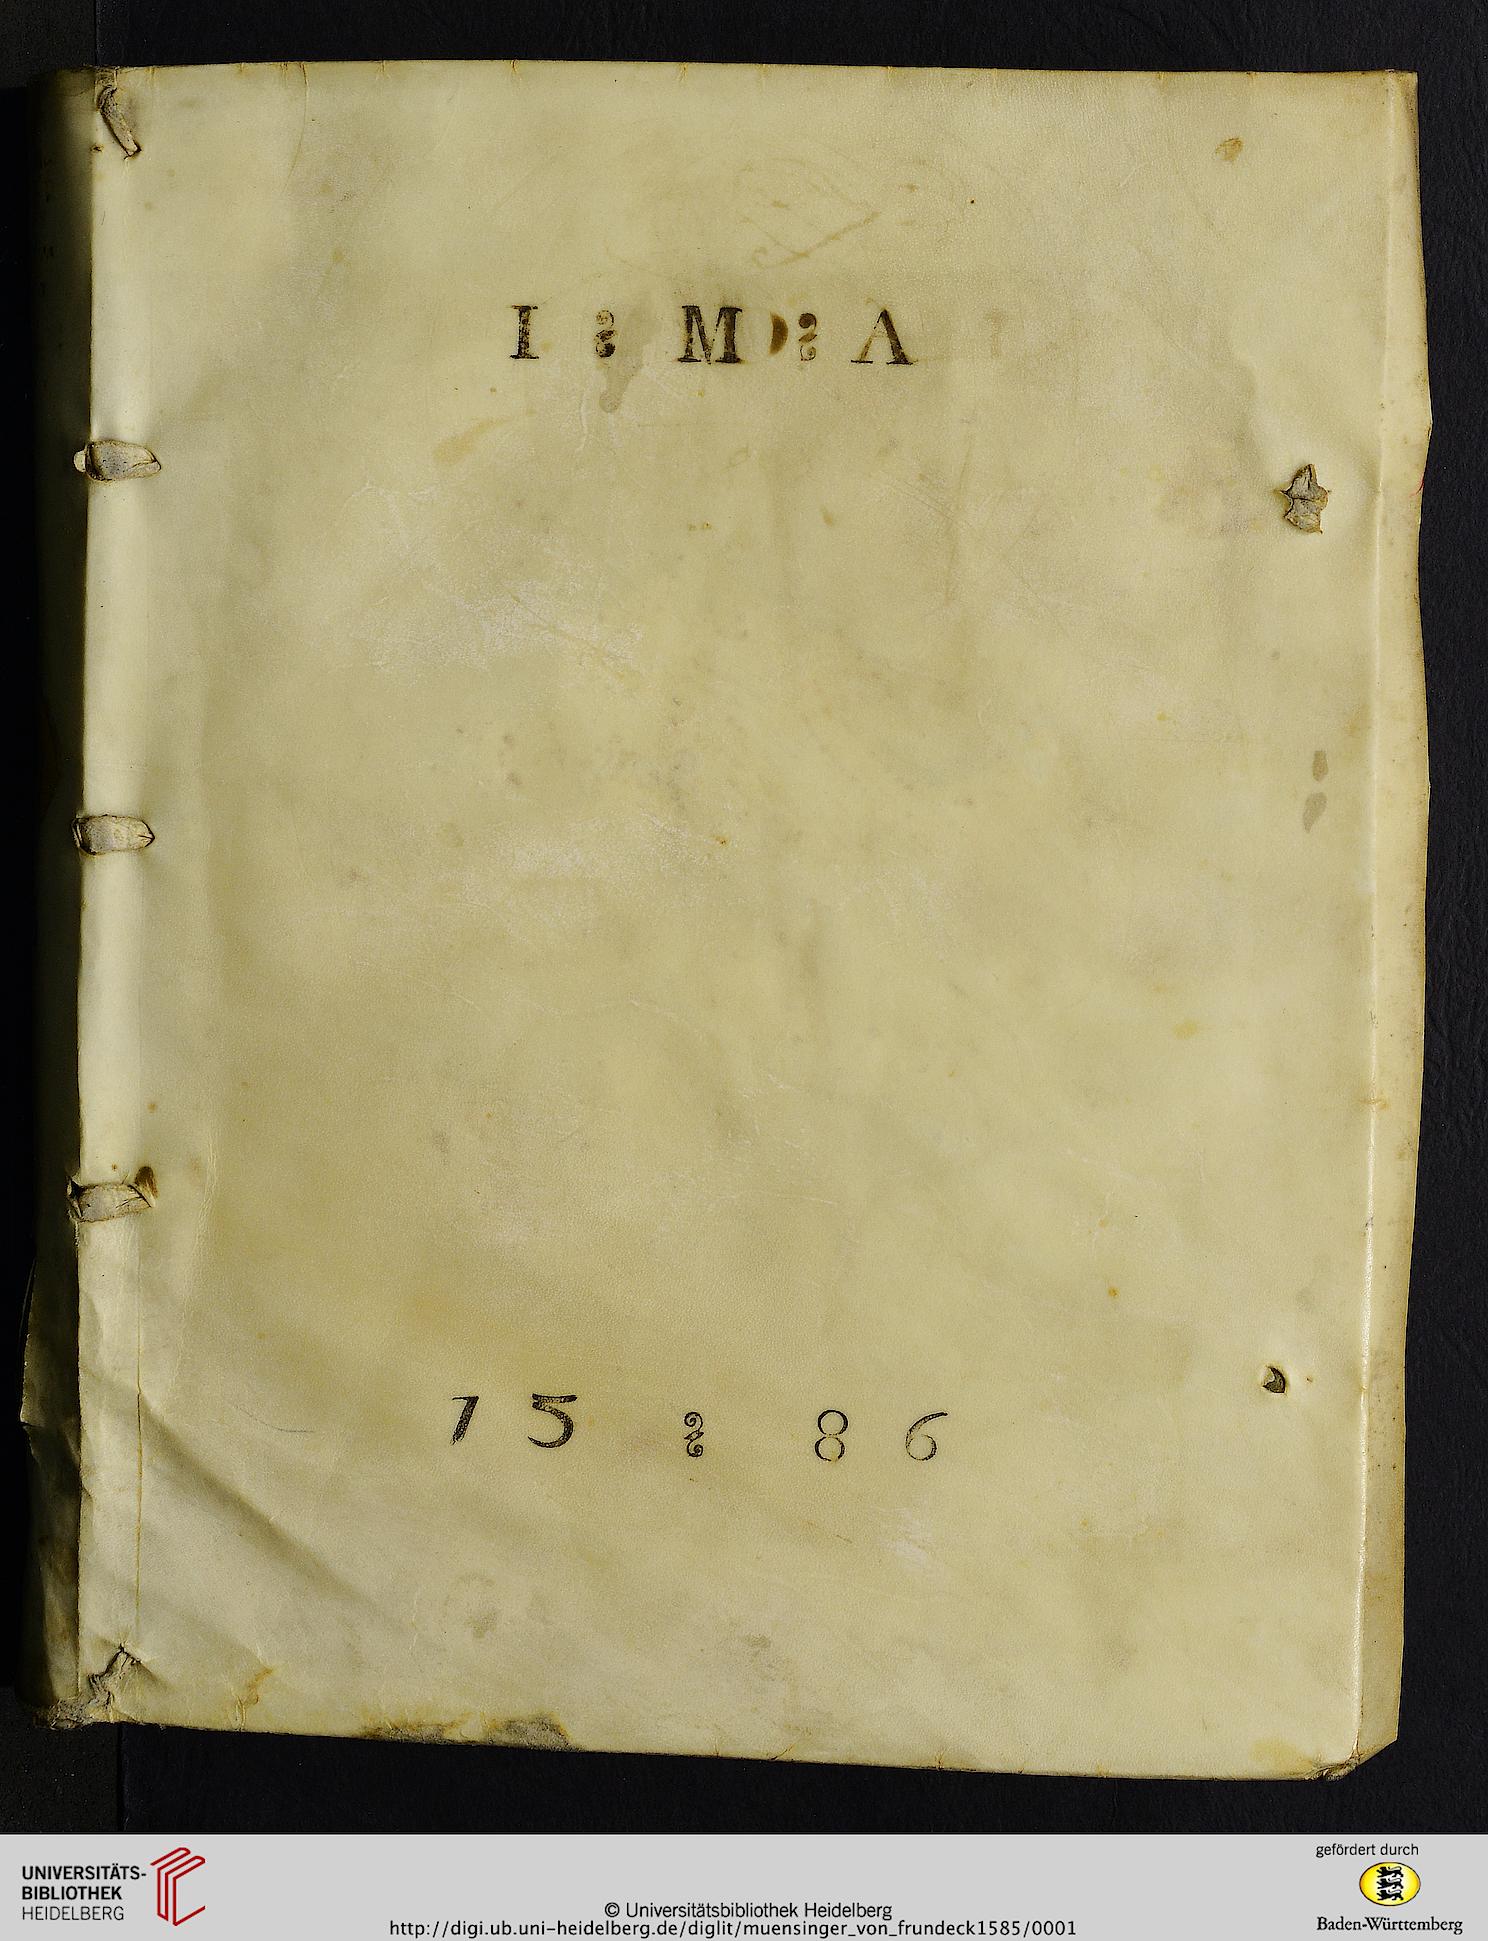 I M Λ
15 86
UNIVERSITÄTS-
BIBLIOTHEK
HEIDELBERG
© Universitätsbibliothek Heidelberg
http://digi.ub.uni-heidelberg.de/diglit/muensinger_von_frundeck1585/0001
gefördert durch
Baden-Württemberg